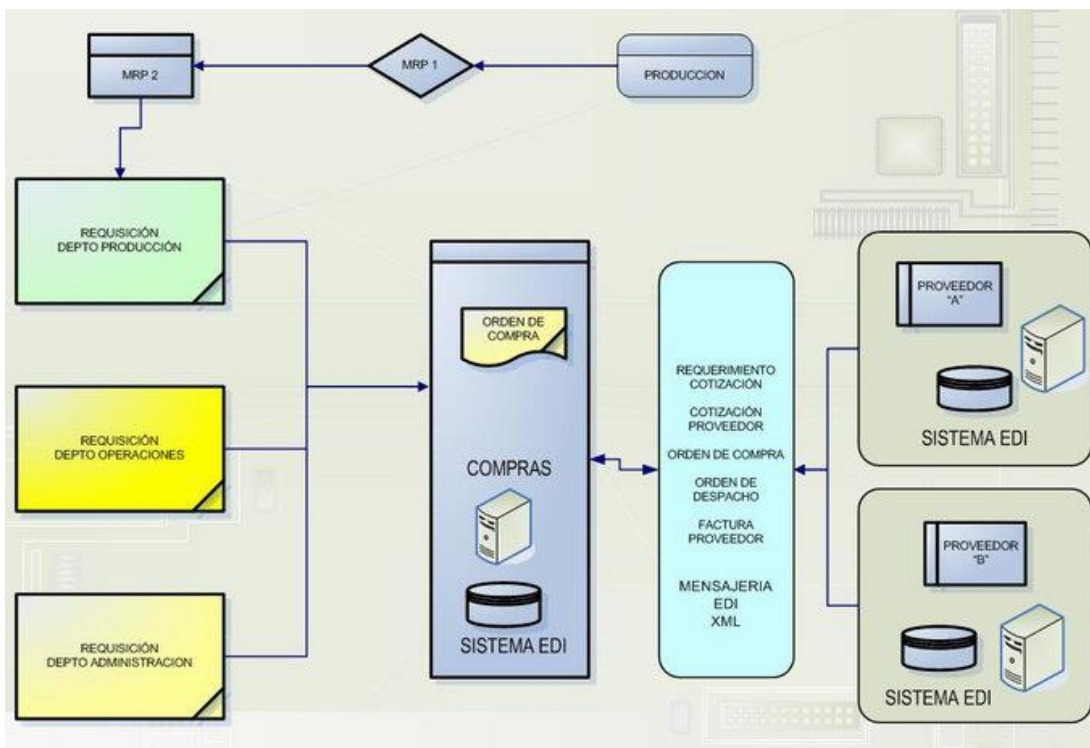 MRP 2
MRP 1
PRODUCCION
REQUISICIÓN
DEPTO PRODUCCIÓN
REQUISICIÓN
DEPTO OPERACIONES
REQUISICIÓN
DEPTO ADMINISTRACION
ORDEN DE
COMPRA
COMPRAS
SISTEMA EDI
REQUERIMIENTO
COTIZACIÓN
COTIZACIÓN
PROVEEDOR
ORDEN DE COMPRA
ORDEN DE
DESPACHO
FACTURA
PROVEEDOR
MENSAJERIA
EDI
XML
PROVEEDOR
"A"
SISTEMA EDI
PROVEEDOR
"B"
SISTEMA EDI